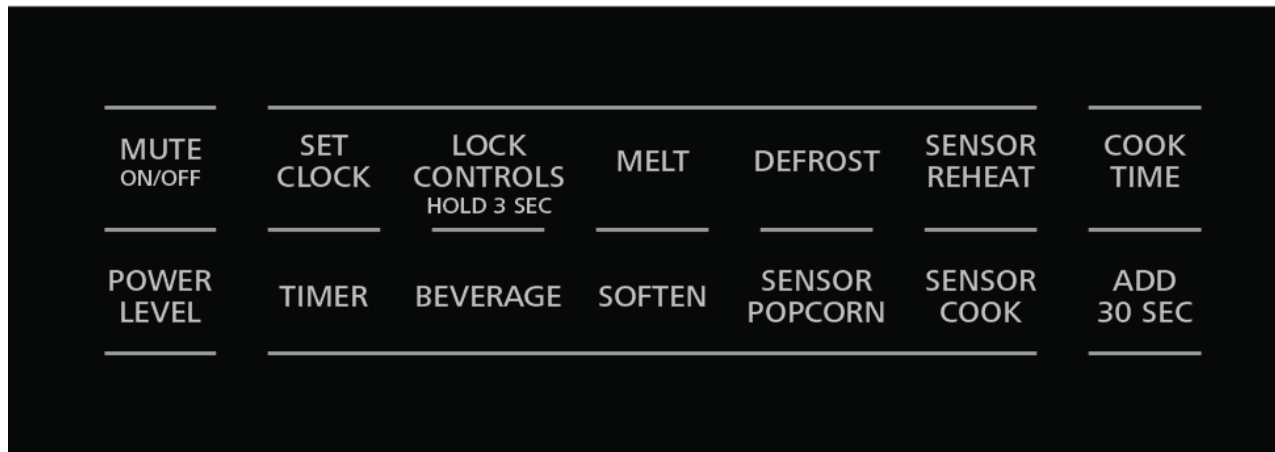 MUTE
ON/OFF
SET
CLOCK
LOCK
CONTROLS
HOLD 3 SEC
MELT
DEFROST
SENSOR
REHEAT
COOK
TIME
POWER
LEVEL
TIMER
BEVERAGE
SOFTEN
SENSOR
POPCORN
SENSOR
COOK
ADD
30 SEC